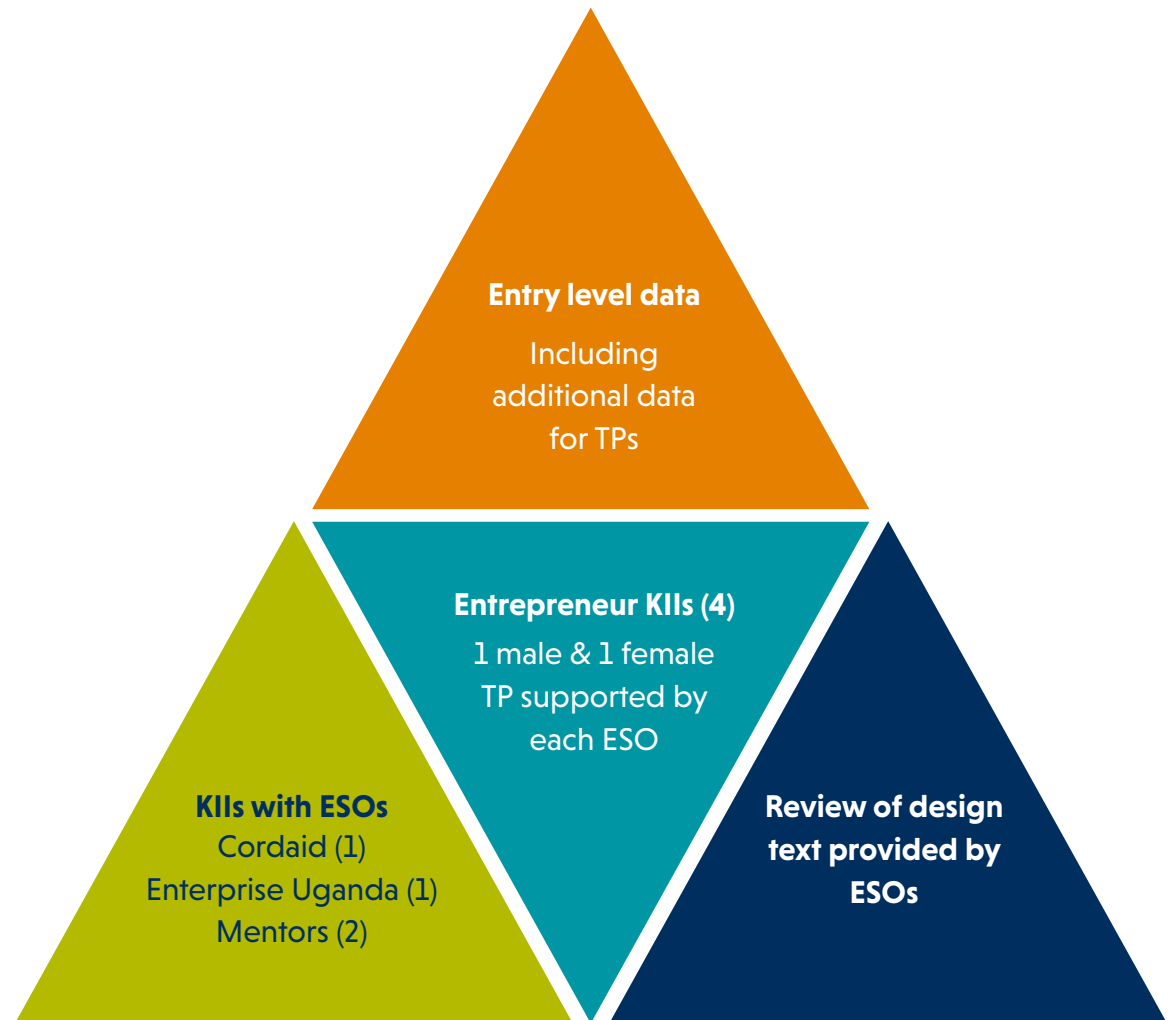 Entry level data
Including
additional data
for TPs
Entrepreneur KIIs (4)
1 male & 1 female
TP supported by
each ESO
KIIs with ESOs
Cordaid (1)
Enterprise Uganda (1)
Mentors (2)
Review of design
text provided by
ESOs